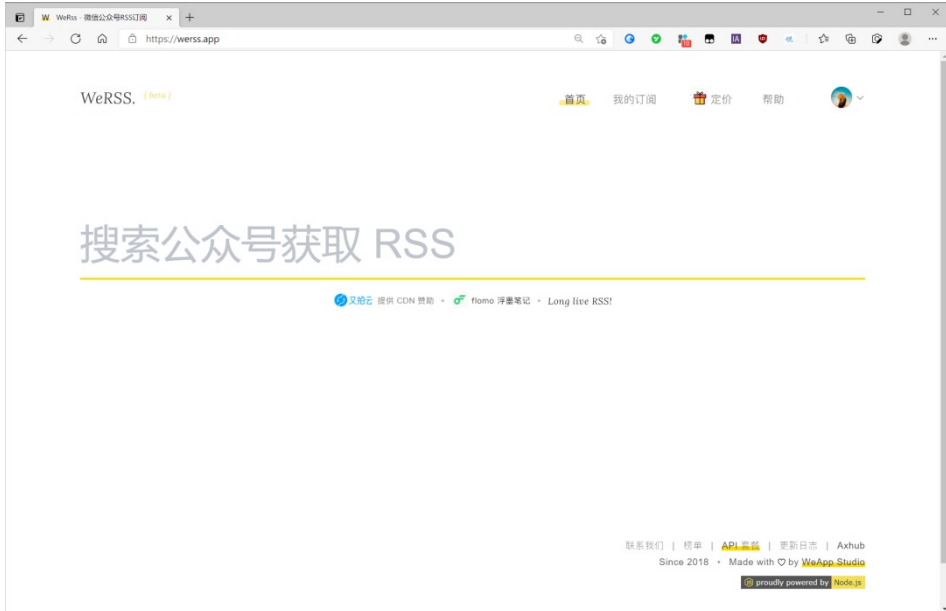 WeRss - 微信公众号RSS订阅
https://werss.app
10
IA
WeRSS. { beta }
首页 我的订阅 定价 帮助
搜索公众号获取 RSS
又拍云 提供 CDN 赞助 • flomo 浮墨笔记 • Long live RSS!
联系我们 | 榜单 | API 套餐 | 更新日志 | Axhub
Since 2018 • Made with ♡ by WeApp Studio
proudly powered by Node.js